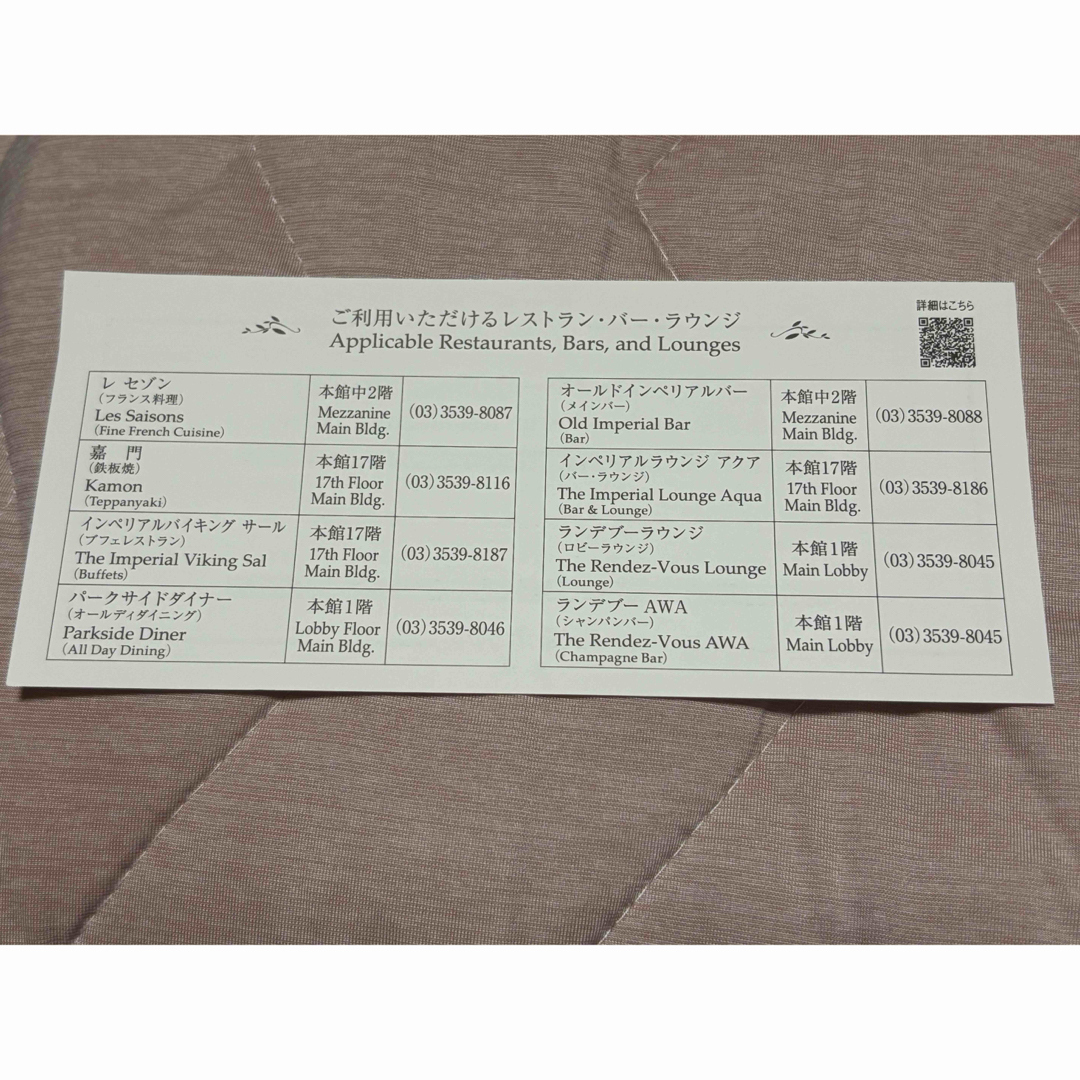 詳細はこちら
ご利用いただけるレストラン・バー・ラウンジ
Applicable Restaurants, Bars, and Lounges
レ セゾン
(フランス料理)
Les Saisons
(Fine French Cuisine)
本館中2階
Mezzanine
Main Bldg.
(03)3539-8087
嘉 門
(鉄板焼)
Kamon
(Teppanyaki)
本館17階
17th Floor
Main Bldg.
(03)3539-8116
インペリアルバイキング サール
(ブフェレストラン)
The Imperial Viking Sal
(Buffets)
本館17階
17th Floor
Main Bldg.
(03)3539-8187
パークサイドダイナー
(オールデイダイニング)
Parkside Diner
(All Day Dining)
本館1階
Lobby Floor
Main Bldg.
(03)3539-8046
オールドインペリアルバー
(メインバー)
Old Imperial Bar
(Bar)
本館中2階
Mezzanine
Main Bldg.
(03)3539-8088
インペリアルラウンジ アクア
(バー・ラウンジ)
The Imperial Lounge Aqua
(Bar & Lounge)
本館17階
17th Floor
Main Bldg.
(03)3539-8186
ランデブーラウンジ
(ロビーラウンジ)
The Rendez-Vous Lounge
(Lounge)
本館1階
Main Lobby
(03)3539-8045
ランデブー AWA
(シャンパンバー)
The Rendez-Vous AWA
(Champagne Bar)
本館1階
Main Lobby
(03)3539-8045